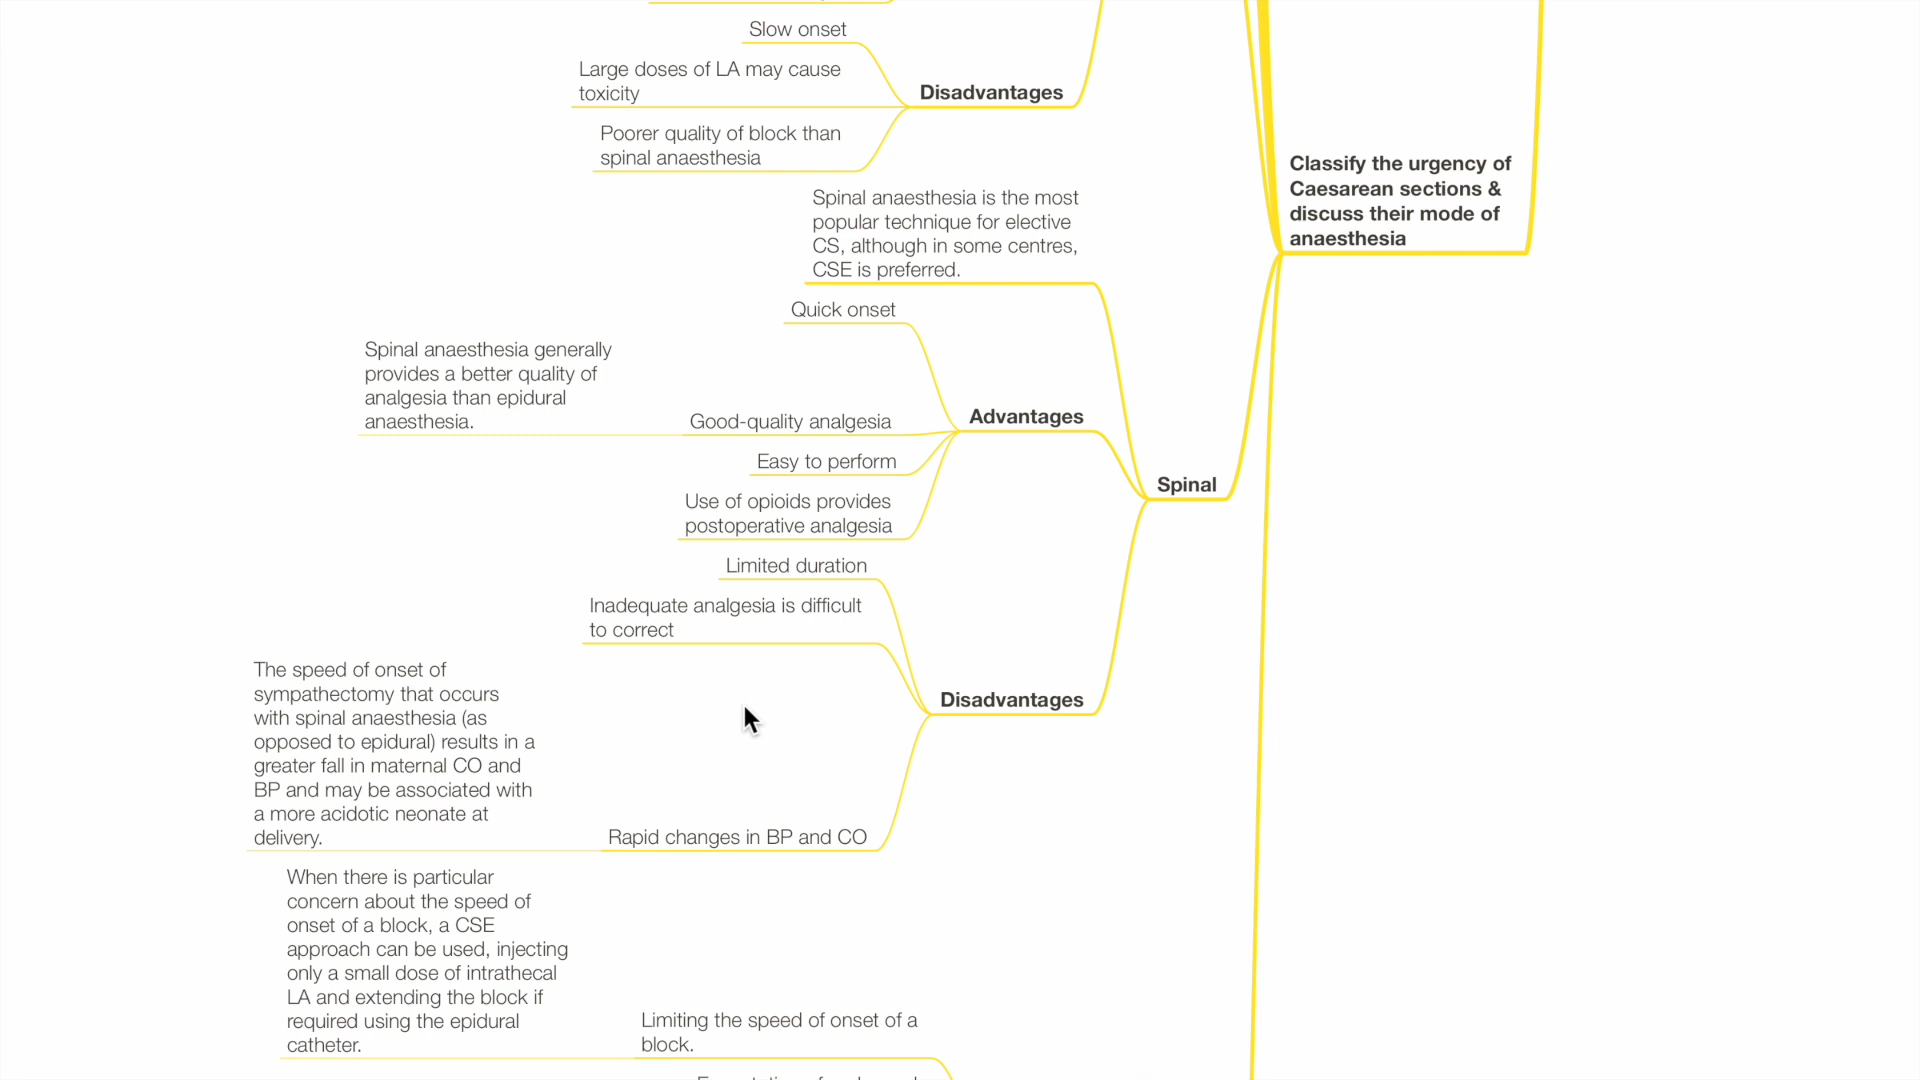 Slow onset
Large doses of LA may cause
toxicity
Disadvantages
Poorer quality of block than
spinal anaesthesia
Classify the urgency of
Caesarean sections &
discuss their mode of
anaesthesia
Spinal anaesthesia is the most
popular technique for elective
CS, although in some centres,
CSE is preferred.
Quick onset
Spinal anaesthesia generally
provides a better quality of
analgesia than epidural
anaesthesia.
Good-quality analgesia
Advantages
Easy to perform
Use of opioids provides
postoperative analgesia
Spinal
Limited duration
Inadequate analgesia is difficult
to correct
Disadvantages
The speed of onset of
sympathectomy that occurs
with spinal anaesthesia (as
opposed to epidural) results in a
greater fall in maternal CO and
BP and may be associated with
a more acidotic neonate at
delivery.
Rapid changes in BP and CO
When there is particular
concern about the speed of
onset of a block, a CSE
approach can be used, injecting
only a small dose of intrathecal
LA and extending the block if
required using the epidural
catheter.
Limiting the speed of onset of a
block.